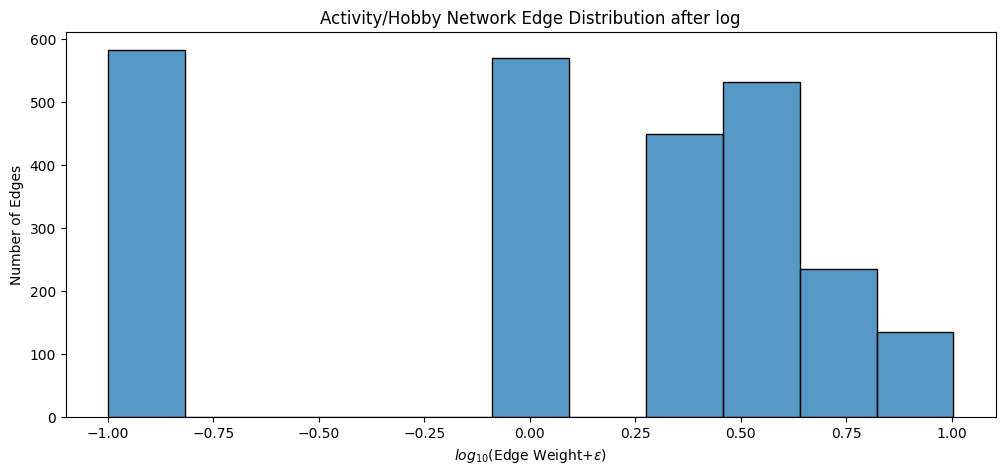 Activity/Hobby Network Edge Distribution after log
600
500
400
300
200
100
0
Number of Edges
−1.00 −0.75 −0.50 −0.25 0.00 0.25 0.50 0.75 1.00
log₁₀(Edge Weight+ε)